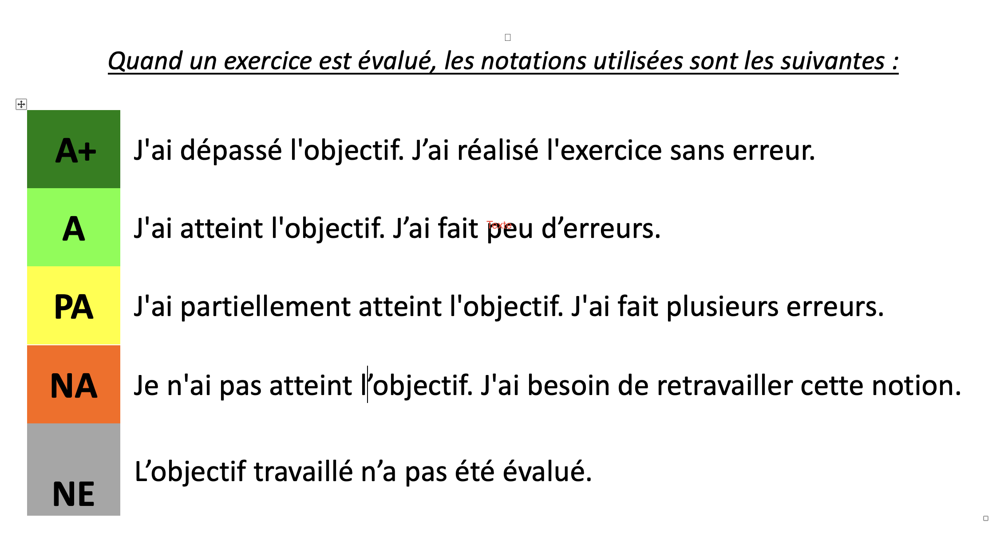 Quand un exercice est évalué, les notations utilisées sont les suivantes :
A+ J'ai dépassé l'objectif. J’ai réalisé l'exercice sans erreur.
Texte
A J'ai atteint l'objectif. J’ai fait peu d’erreurs.
PA J'ai partiellement atteint l'objectif. J'ai fait plusieurs erreurs.
NA Je n'ai pas atteint l’objectif. J'ai besoin de retravailler cette notion.
L’objectif travaillé n’a pas été évalué.
NE